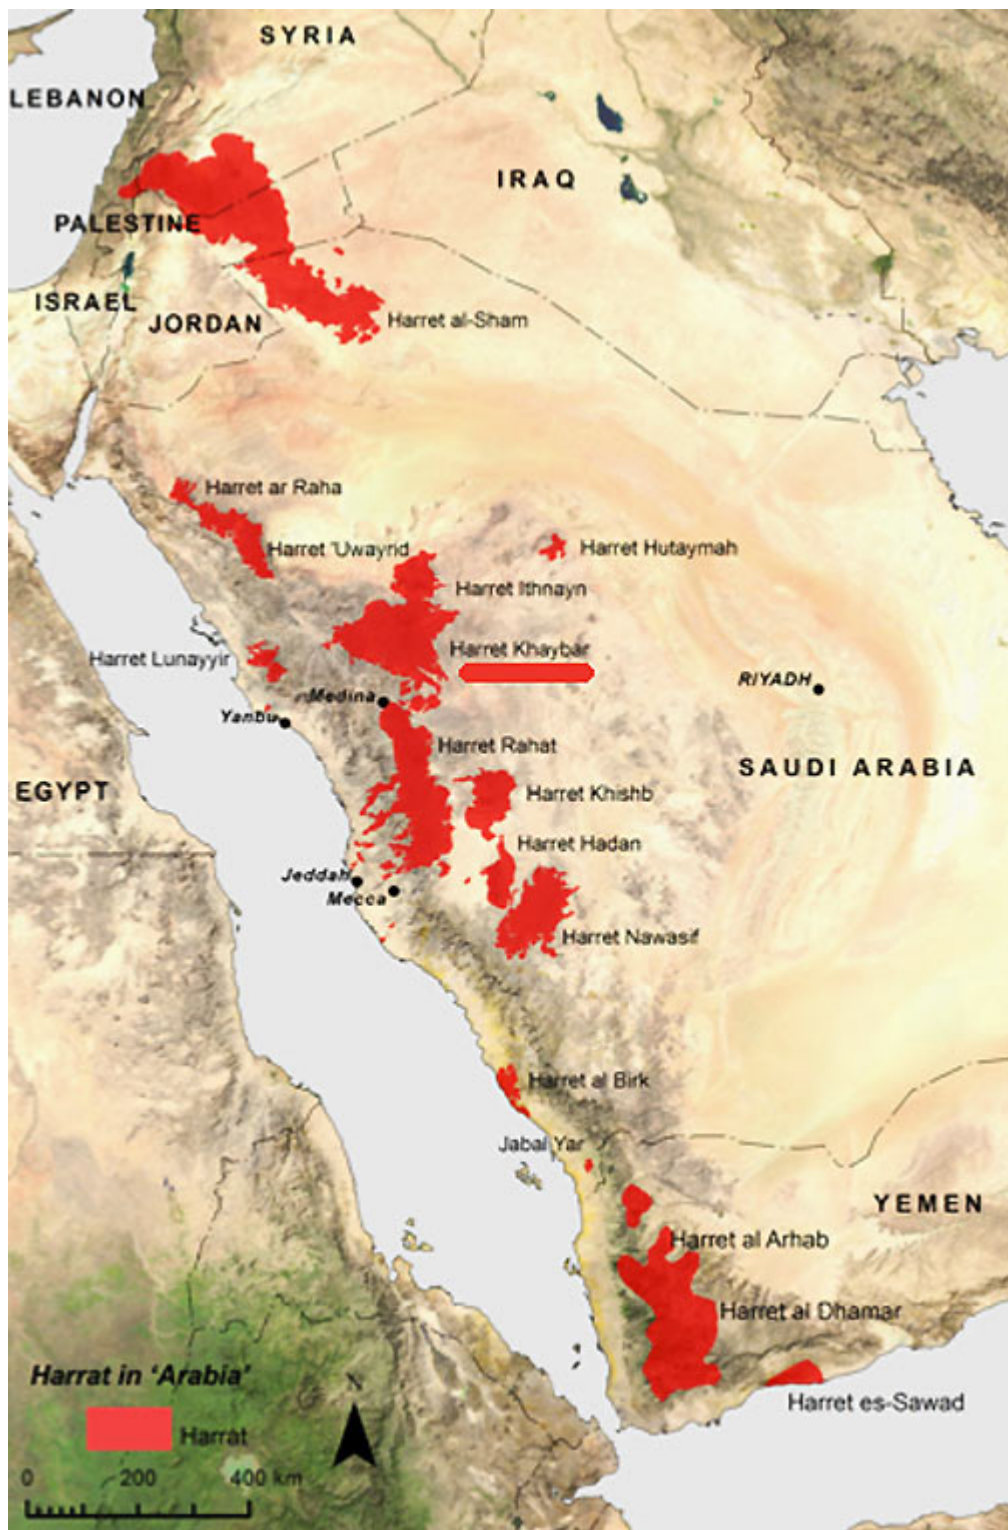 SYRIA
LEBANON
IRAQ
PALESTINE
ISRAEL
JORDAN
Harret al-Sham
Harret ar Raha
Harret 'Uwayrid
Harret Hutaymah
Harret Ithnayn
Harret Khaybar
Harret Lunayyir
RIYADH
Medina
Yanbu
Harret Rahat
SAUDI ARABIA
EGYPT
Harret Khishb
Harret Hadan
Jeddah
Mecca
Harret Nawasif
Harret al Birk
Jabal Yar
YEMEN
Harret al Arhab
Harret al Dhamar
Harrat in 'Arabia'
Harret es-Sawad
Harrat
N
0 200 400 km